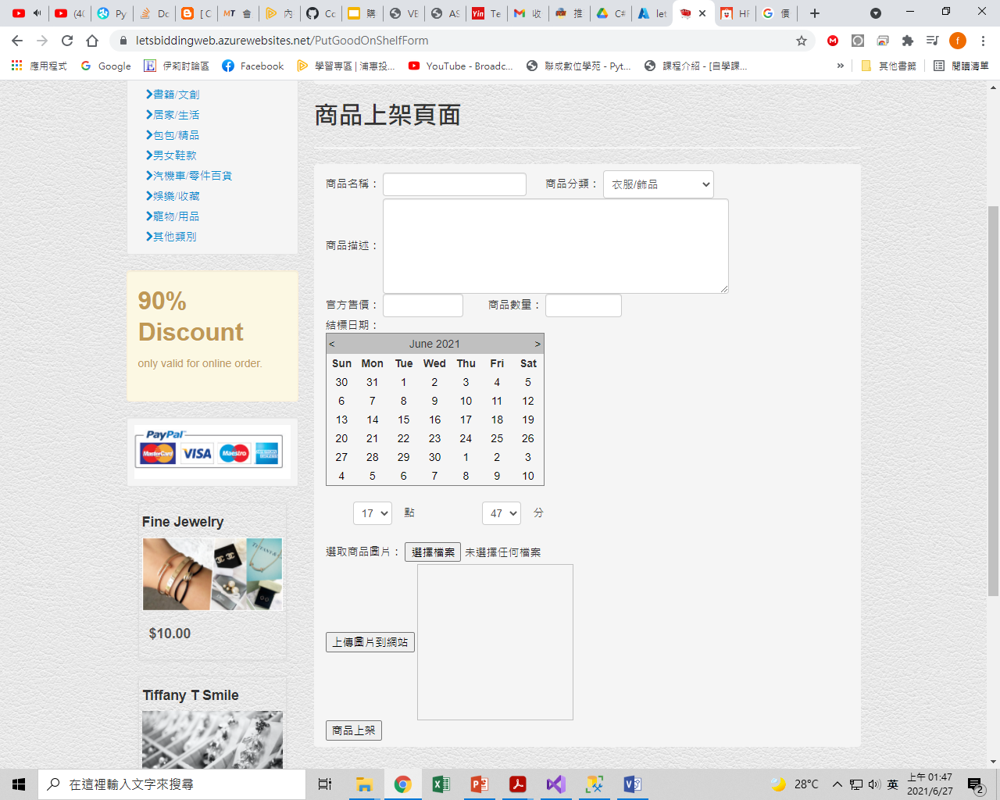 (4(
Py
Dc
[ C
會
內
Cc
購
VE
AS
Te
收
推
C#
let
HF
價
letsbiddingweb.azurewebsites.net/PutGoodOnShelfForm
應用程式
Google
伊莉討論區
Facebook
學習專區 | 浦惠投...
YouTube - Broadc...
聯成數位學苑 - Pyt...
課程介紹 - [自學課...
»
其他書籤
閱讀清單
書籍/文創
居家/生活
包包/精品
男女鞋款
汽機車/零件百貨
娛樂/收藏
寵物/用品
其他類別
90%
Discount
only valid for online order.
PayPal
MasterCard VISA Maestro
Fine Jewelry
$10.00
Tiffany T Smile
商品上架頁面
商品名稱：
商品分類： 衣服/飾品
商品描述：
官方售價：
商品數量：
結標日期：
< June 2021 >
Sun Mon Tue Wed Thu Fri Sat
30 31 1 2 3 4 5
6 7 8 9 10 11 12
13 14 15 16 17 18 19
20 21 22 23 24 25 26
27 28 29 30 1 2 3
4 5 6 7 8 9 10
17 點 47 分
選取商品圖片： 選擇檔案 未選擇任何檔案
上傳圖片到網站
商品上架
在這裡輸入文字來搜尋
28°C
英
上午 01:47
2021/6/27
2